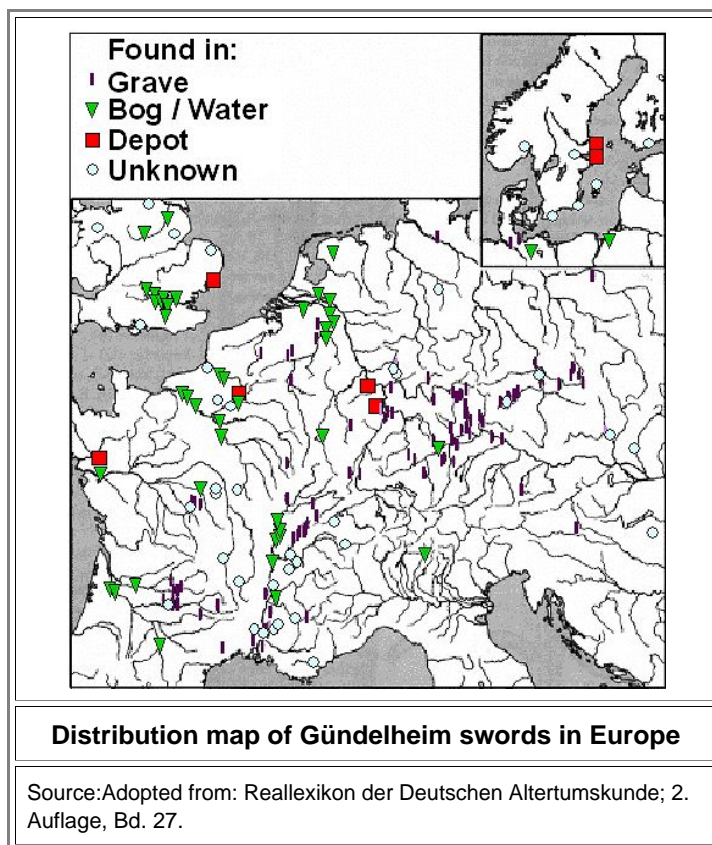 Found in:
Grave
Bog / Water
Depot
Unknown
Distribution map of Gündelheim swords in Europe
Source:Adopted from: Reallexikon der Deutschen Altertumskunde; 2.
Auflage, Bd. 27.